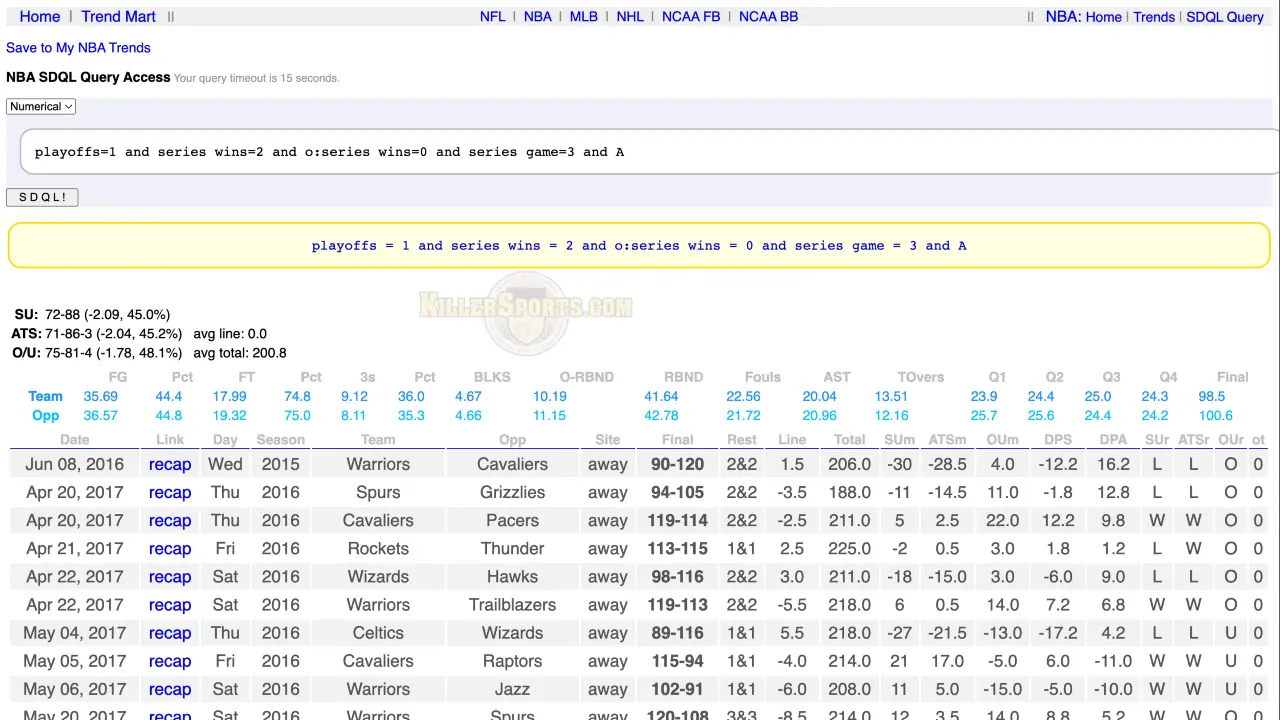 Home | Trend Mart || NFL | NBA | MLB | NHL | NCAA FB | NCAA BB || NBA: Home | Trends | SDQL Query
Save to My NBA Trends
NBA SDQL Query Access Your query timeout is 15 seconds.
Numerical
playoffs=1 and series wins=2 and o:series wins=0 and series game=3 and A
S D Q L !
playoffs = 1 and series wins = 2 and o:series wins = 0 and series game = 3 and A
KILLERSPORTS.COM
SU: 72-88 (-2.09, 45.0%)
ATS: 71-86-3 (-2.04, 45.2%) avg line: 0.0
O/U: 75-81-4 (-1.78, 48.1%) avg total: 200.8
FG Pct FT Pct 3s Pct BLKS O-RBND RBND Fouls AST TOvers Q1 Q2 Q3 Q4 Final
Team 35.69 44.4 17.99 74.8 9.12 36.0 4.67 10.19 41.64 22.56 20.04 13.51 23.9 24.4 25.0 24.3 98.5
Opp 36.57 44.8 19.32 75.0 8.11 35.3 4.66 11.15 42.78 21.72 20.96 12.16 25.7 25.6 24.4 24.2 100.6
Date Link Day Season Team Opp Site Final Rest Line Total SUm ATSm OUm DPS DPA SUr ATSr OUr ot
Jun 08, 2016 recap Wed 2015 Warriors Cavaliers away 90-120 2&2 1.5 206.0 -30 -28.5 4.0 -12.2 16.2 L L O 0
Apr 20, 2017 recap Thu 2016 Spurs Grizzlies away 94-105 2&2 -3.5 188.0 -11 -14.5 11.0 -1.8 12.8 L L O 0
Apr 20, 2017 recap Thu 2016 Cavaliers Pacers away 119-114 2&2 -2.5 211.0 5 2.5 22.0 12.2 9.8 W W O 0
Apr 21, 2017 recap Fri 2016 Rockets Thunder away 113-115 1&1 2.5 225.0 -2 0.5 3.0 1.8 1.2 L W O 0
Apr 22, 2017 recap Sat 2016 Wizards Hawks away 98-116 2&2 3.0 211.0 -18 -15.0 3.0 -6.0 9.0 L L O 0
Apr 22, 2017 recap Sat 2016 Warriors Trailblazers away 119-113 2&2 -5.5 218.0 6 0.5 14.0 7.2 6.8 W W O 0
May 04, 2017 recap Thu 2016 Celtics Wizards away 89-116 1&1 5.5 218.0 -27 -21.5 -13.0 -17.2 4.2 L L U 0
May 05, 2017 recap Fri 2016 Cavaliers Raptors away 115-94 1&1 -4.0 214.0 21 17.0 -5.0 6.0 -11.0 W W U 0
May 06, 2017 recap Sat 2016 Warriors Jazz away 102-91 1&1 -6.0 208.0 11 5.0 -15.0 -5.0 -10.0 W W U 0
May 20, 2017 recap Sat 2016 Warriors Spurs away 120-108 3&3 -8.5 214.0 12 3.5 14.0 8.8 5.2 W W O 0